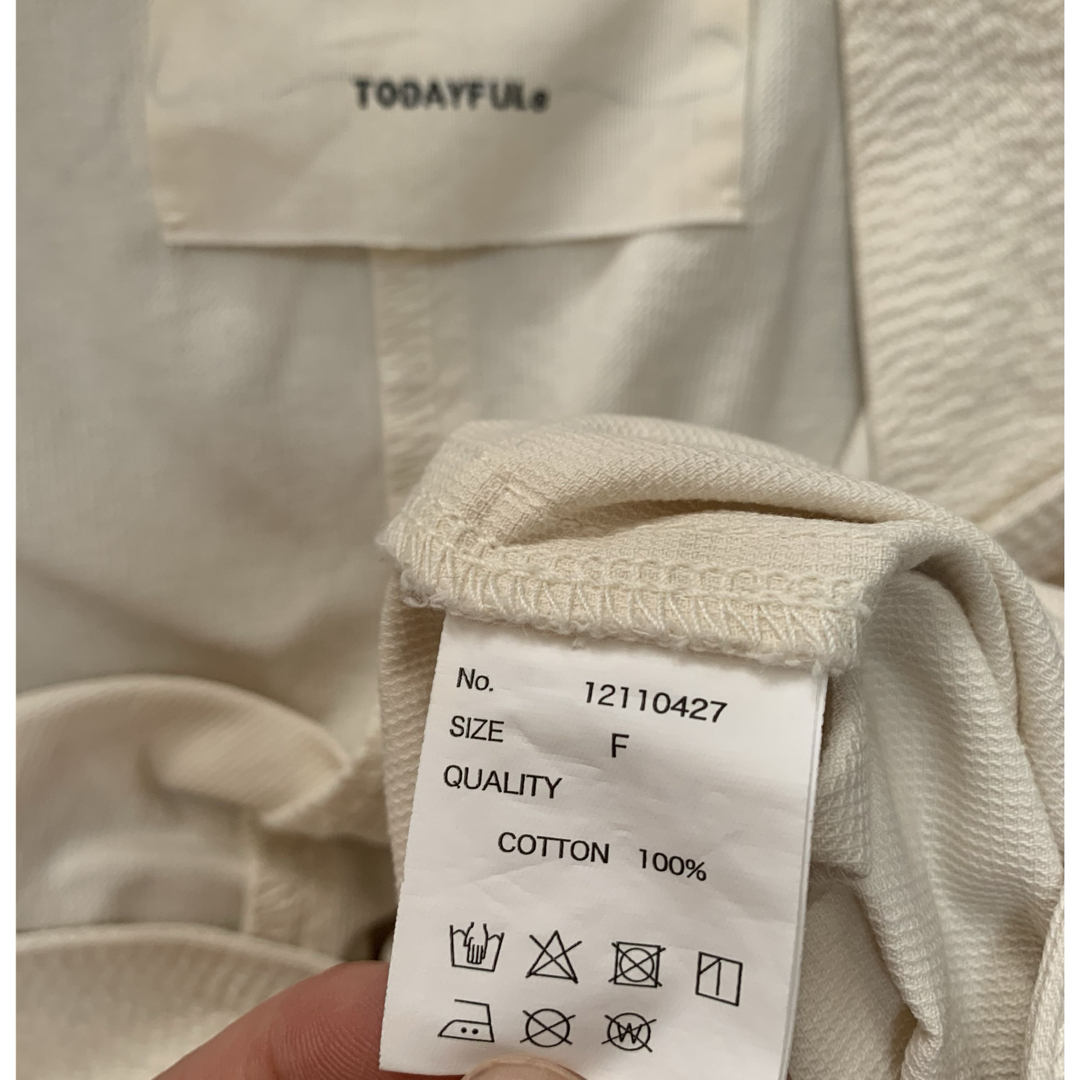 TODAYFUL
No. 12110427
SIZE F
QUALITY
COTTON 100%
W